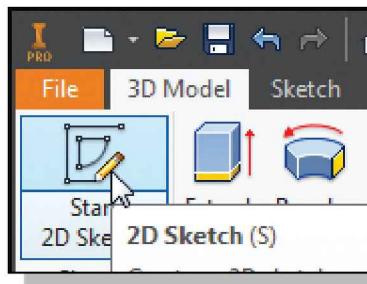 PRO
File 3D Model Sketch
Star
2D Ske
2D Sketch (S)